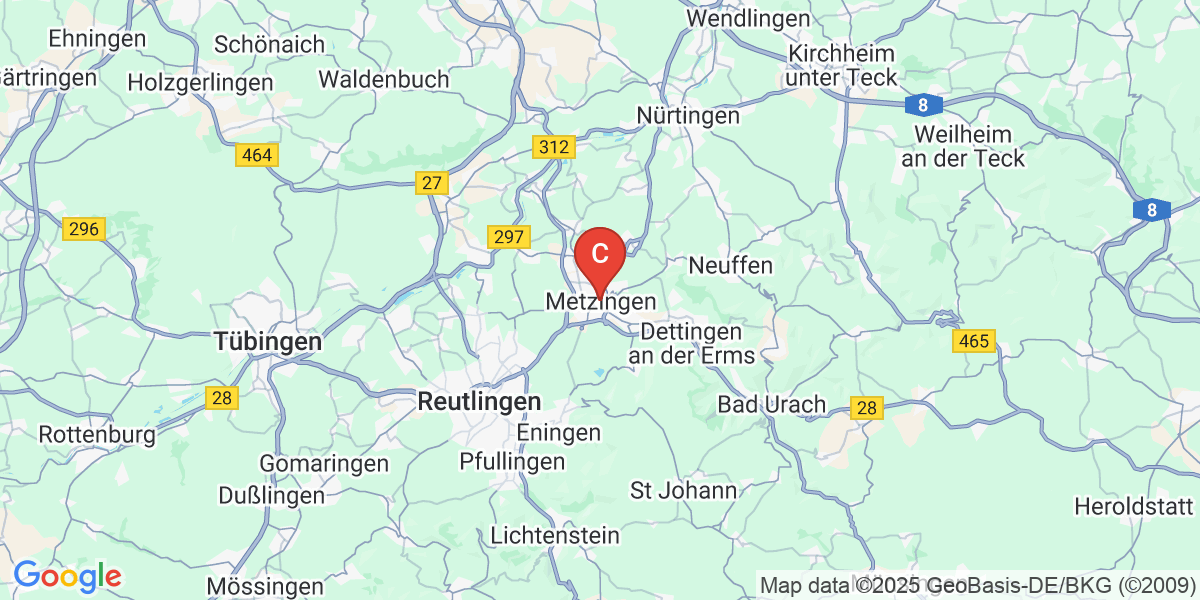 Wendlingen
Ehningen
Schönaich
Kirchheim
unter Teck
Gärtringen
Holzgerlingen
Waldenbuch
8
Nürtingen
Weilheim
an der Teck
312
464
27
8
296
297
C
Neuffen
Metzingen
Dettingen
an der Erms
Tübingen
465
28
Reutlingen
Bad Urach
28
Rottenburg
Eningen
Gomaringen
Pfullingen
Dußlingen
St Johann
Heroldstatt
Lichtenstein
Google
Mössingen
Map data ©2025 GeoBasis-DE/BKG (©2009)